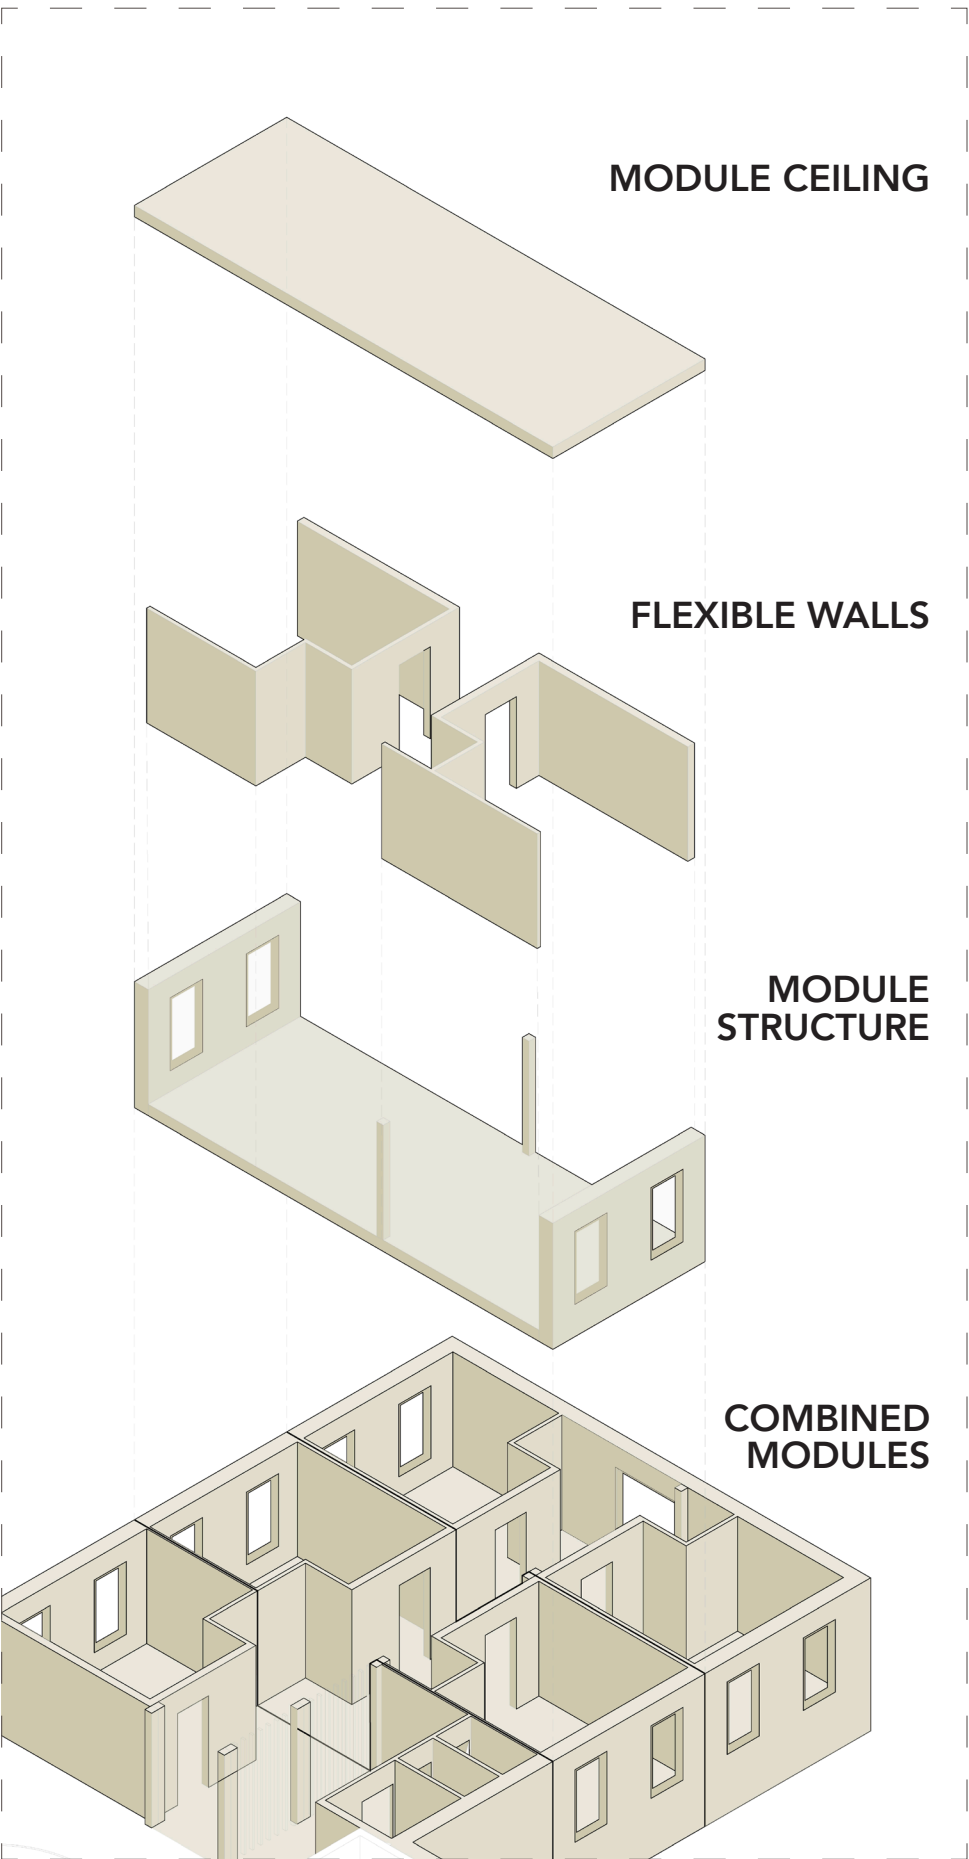 MODULE CEILING
FLEXIBLE WALLS
MODULE
STRUCTURE
COMBINED
MODULES